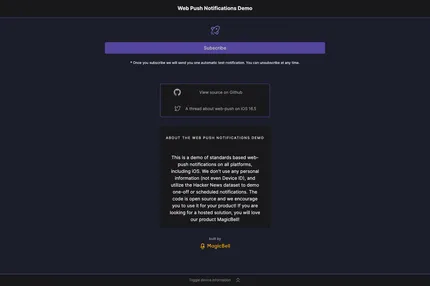 Web Push Notifications Demo
Subscribe
* Once you subscribe we will send you one automatic test notification. You can unsubscribe at any time.
View source on Github
A thread about web-push on iOS 16.5
ABOUT THE WEB PUSH NOTIFICATIONS DEMO
This is a demo of standards based web-
push notifications on all platforms,
including iOS. We don't use any personal
information (not even Device ID), and
utilize the Hacker News dataset to demo
one-off or scheduled notifications. The
code is open source and we encourage
you to use it for your product! If you are
looking for a hosted solution, you will love
our product MagicBell!
built by
MagicBell
Toggle device information